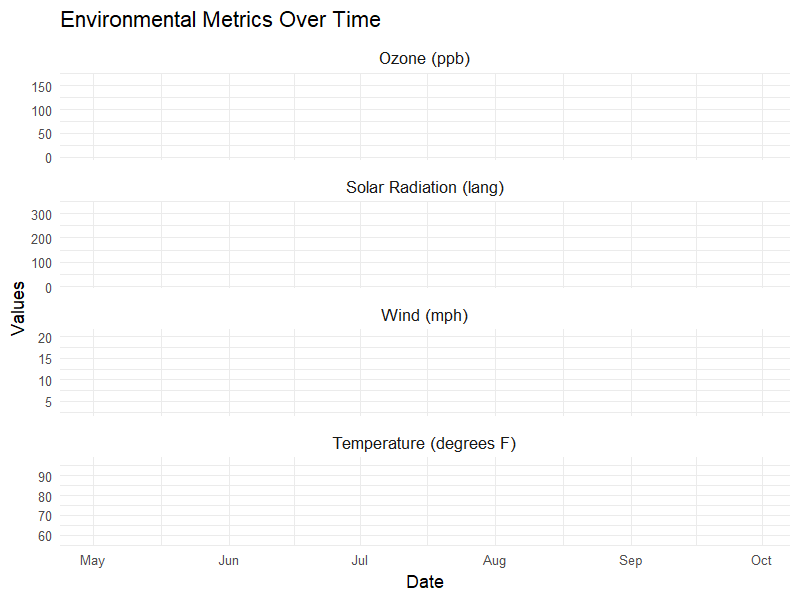 Environmental Metrics Over Time
Ozone (ppb)
150
100
50
0
Solar Radiation (lang)
300
200
100
0
Values
Wind (mph)
20
15
10
5
Temperature (degrees F)
90
80
70
60
May Jun Jul Aug Sep Oct
Date